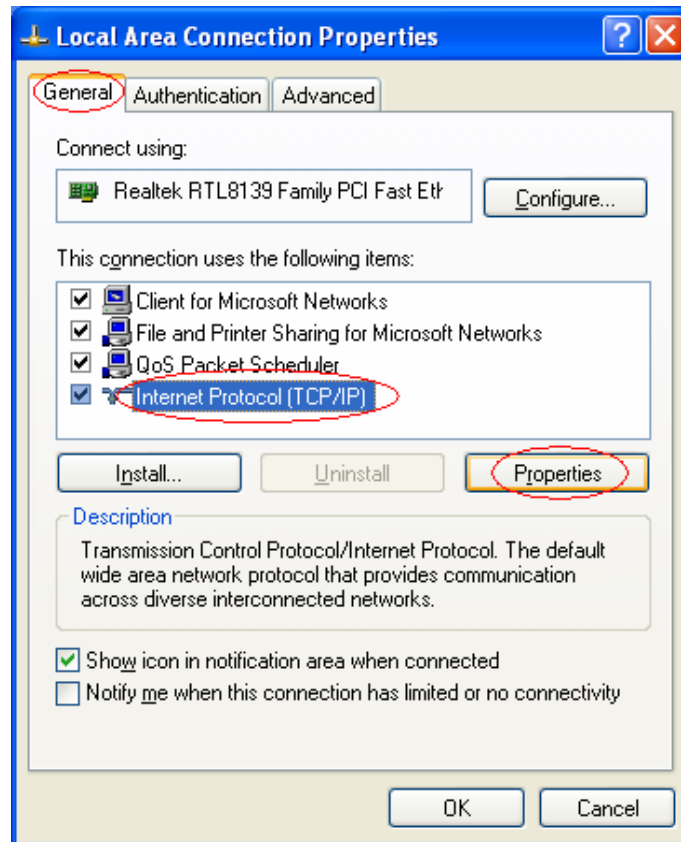 Local Area Connection Properties
General Authentication Advanced
Connect using:
Realtek RTL8139 Family PCI Fast Eth
Configure...
This connection uses the following items:
Client for Microsoft Networks
File and Printer Sharing for Microsoft Networks
QoS Packet Scheduler
Internet Protocol (TCP/IP)
Install... Uninstall Properties
Description
Transmission Control Protocol/Internet Protocol. The default
wide area network protocol that provides communication
across diverse interconnected networks.
Show icon in notification area when connected
Notify me when this connection has limited or no connectivity
OK Cancel